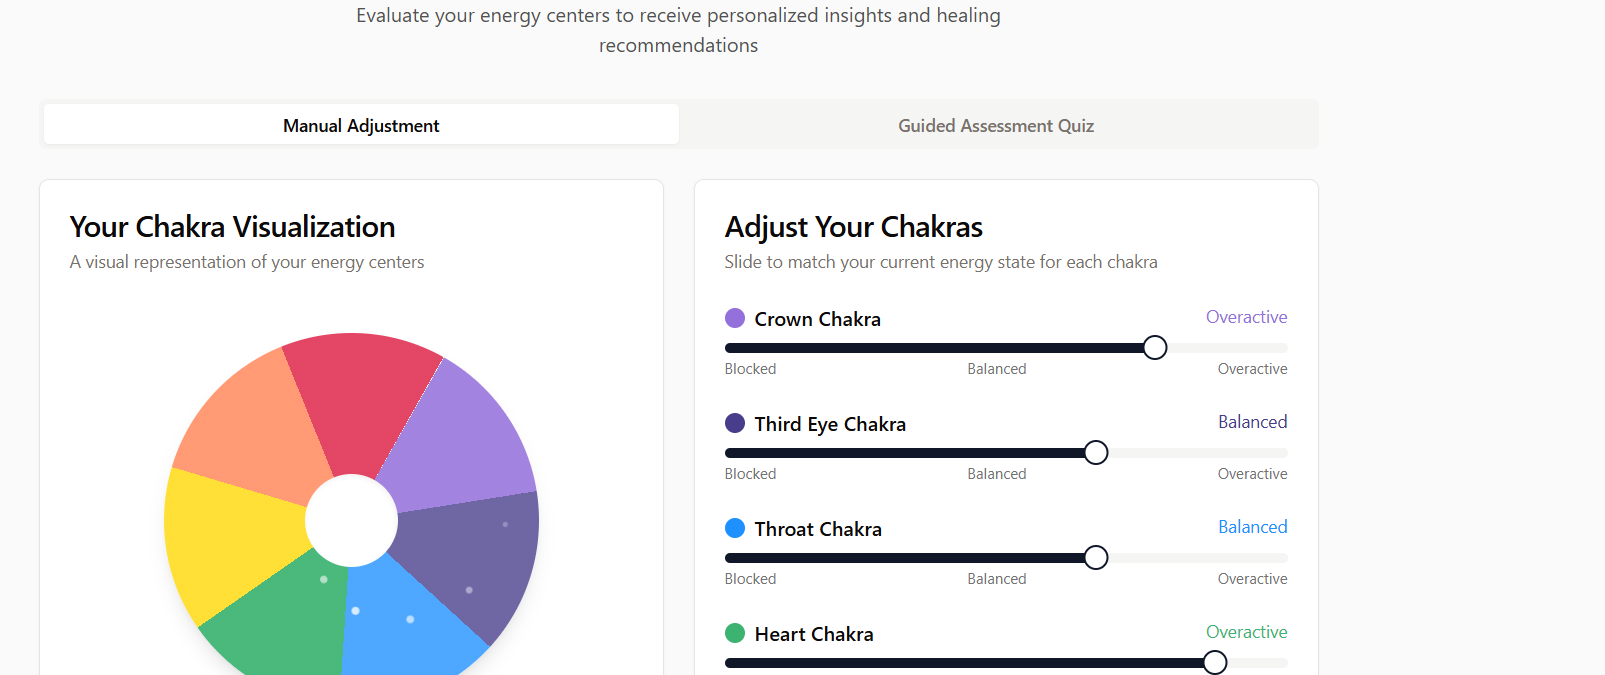 Evaluate your energy centers to receive personalized insights and healing
recommendations
Manual Adjustment
Guided Assessment Quiz
Your Chakra Visualization
A visual representation of your energy centers
Adjust Your Chakras
Slide to match your current energy state for each chakra
Crown Chakra
Overactive
Blocked
Balanced
Overactive
Third Eye Chakra
Balanced
Blocked
Balanced
Overactive
Throat Chakra
Balanced
Blocked
Balanced
Overactive
Heart Chakra
Overactive